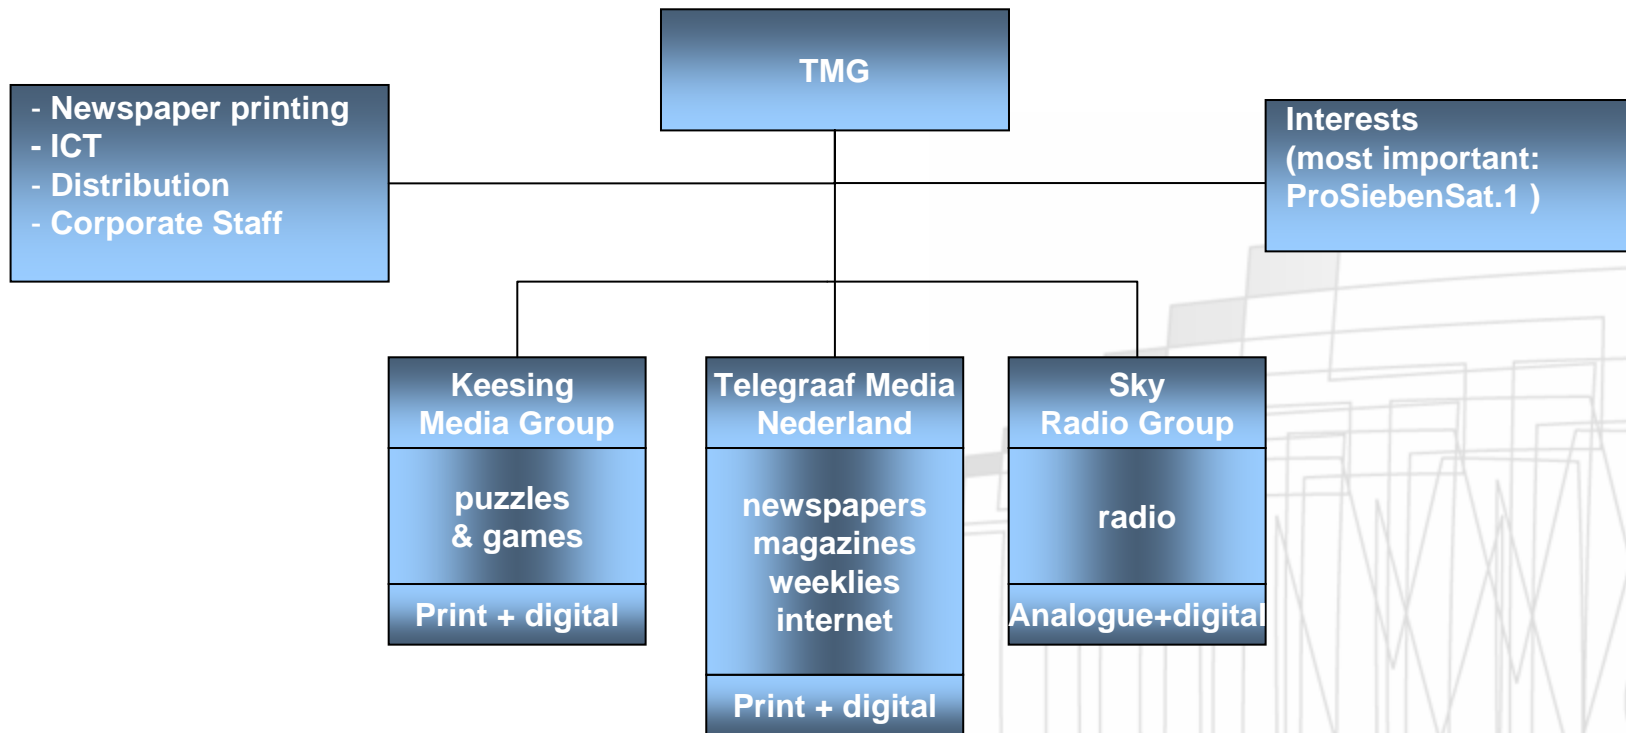 TMG
- Newspaper printing
- ICT
- Distribution
- Corporate Staff
Interests
(most important:
ProSiebenSat.1 )
Keesing
Media Group
puzzles
& games
Print + digital
Telegraaf Media
Nederland
newspapers
magazines
weeklies
internet
Print + digital
Sky
Radio Group
radio
Analogue+digital